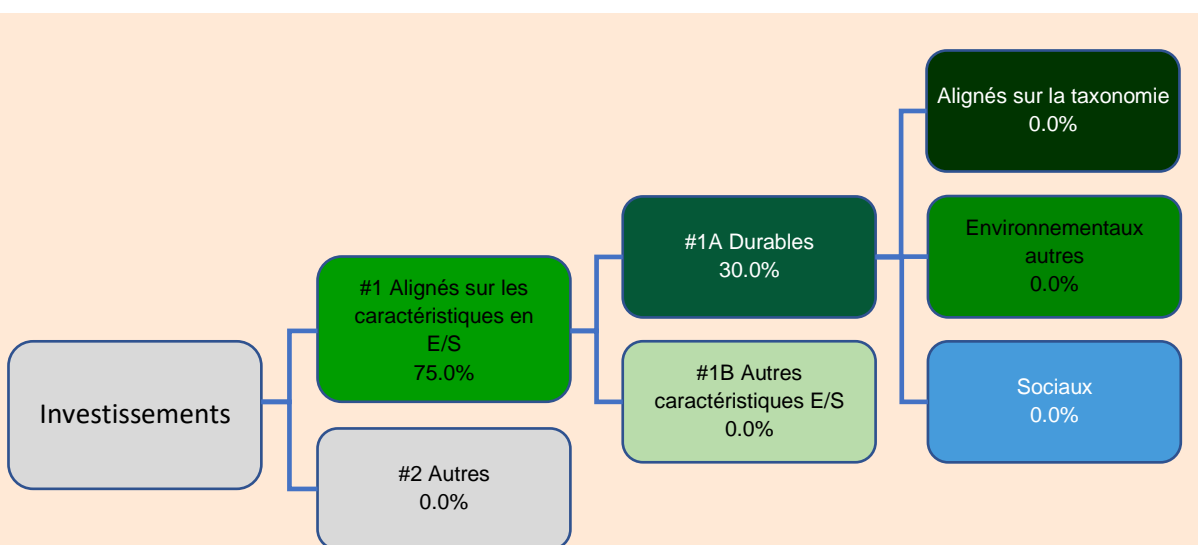 Investissements
#1 Alignés sur les
caractéristiques en
E/S
75.0%
#2 Autres
0.0%
#1A Durables
30.0%
#1B Autres
caractéristiques E/S
0.0%
Alignés sur la taxonomie
0.0%
Environnementaux
autres
0.0%
Sociaux
0.0%